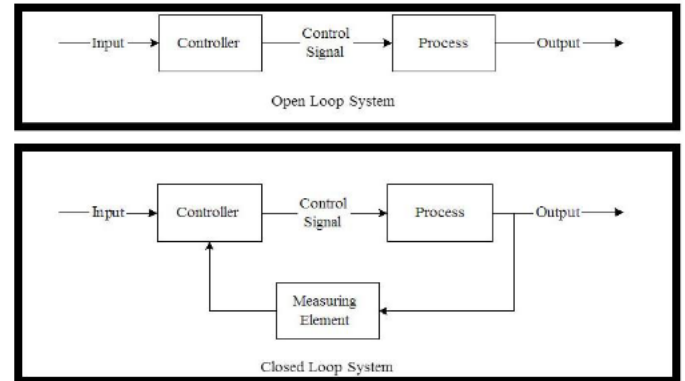 Input
Controller
Control
Signal
Process
Output
Open Loop System
Input
Controller
Control
Signal
Process
Output
Measuring
Element
Closed Loop System